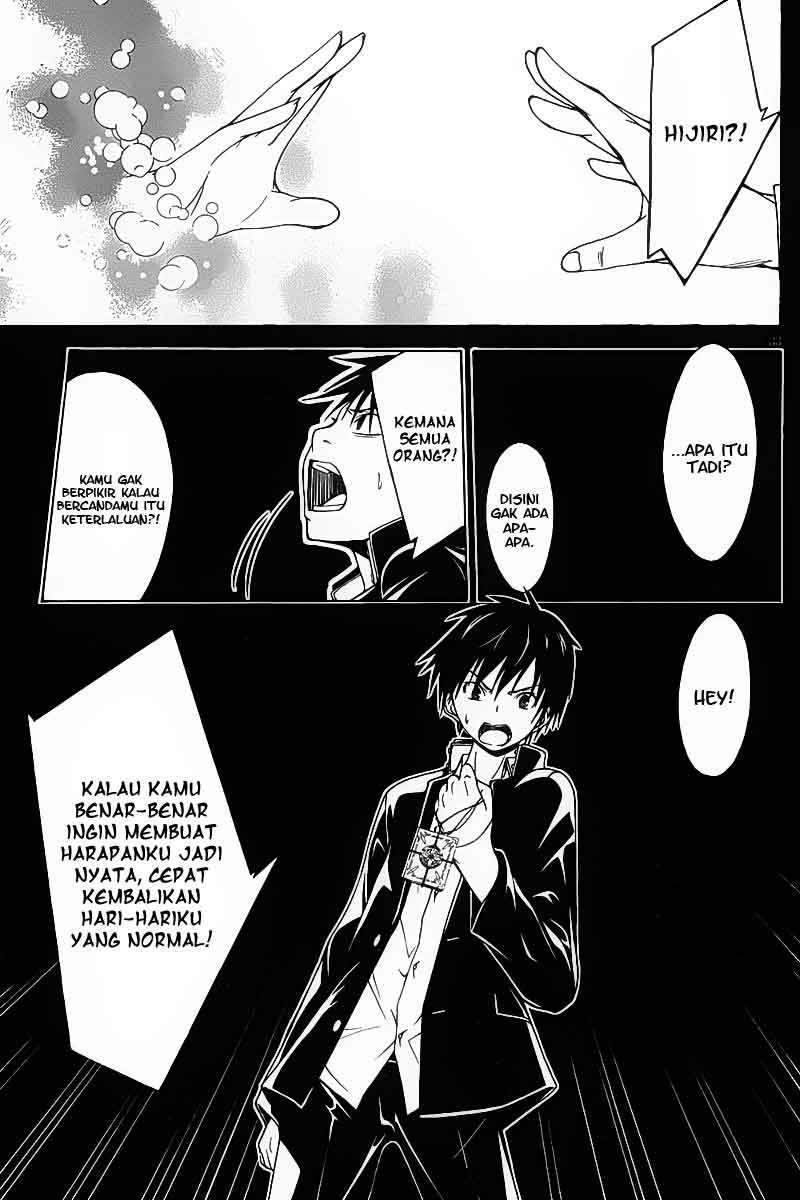 HIJIRI?!
...APA ITU
TADI?
DISINI
GAK ADA
APA-
APA.
KEMANA
SEMUA
ORANG?!
KAMU GAK
BERPIKIR KALAU
BERCANDAMU ITU
KETERLALUAN?!
HEY!
KALAU KAMU
BENAR-BENAR
INGIN MEMBUAT
HARAPANKU JADI
NYATA, CEPAT
KEMBALIKAN
HARI-HARIKU
YANG NORMAL!